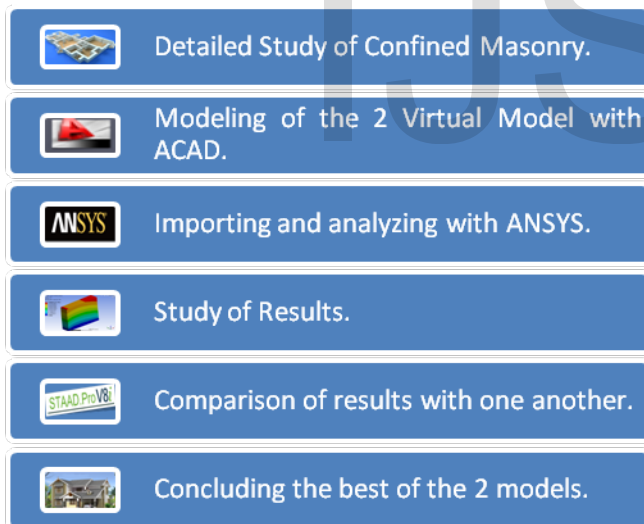 IJS
Detailed Study of Confined Masonry.
Modeling of the 2 Virtual Model with
ACAD.
ANSYS
Importing and analyzing with ANSYS.
Study of Results.
STAAD.Pro V8i
Comparison of results with one another.
Concluding the best of the 2 models.